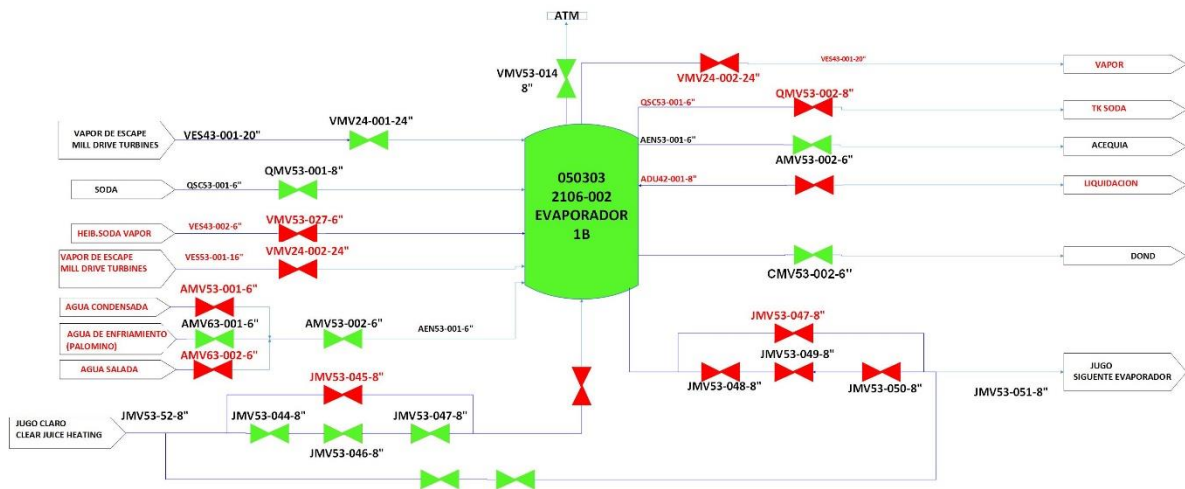 ATM
VMV53-014
8"
VMV24-002-24"
VES43-001-20"
VAPOR
QSC53-001-6"
QMV53-002-8"
TK SODA
VAPOR DE ESCAPE
MILL DRIVE TURBINES
VES43-001-20"
VMV24-001-24"
AEN53-001-6"
AMV53-002-6"
ACEQUIA
SODA
QSC53-001-6"
QMV53-001-8"
050303
2106-002
EVAPORADOR
1B
ADU42-001-8"
LIQUIDACION
HEIB.SODA VAPOR
VES43-002-6"
VMV53-027-6"
VAPOR DE ESCAPE
MILL DRIVE TURBINES
VES53-001-16"
VMV24-002-24"
CMV53-002-6"
DOND
AGUA CONDENSADA
AMV53-001-6"
AGUA DE ENFRIAMIENTO
(PALOMINO)
AMV63-001-6"
AMV53-002-6"
AEN53-001-6"
AGUA SALADA
AMV63-002-6"
JMV53-047-8"
JMV53-049-8"
JMV53-048-8"
JMV53-050-8"
JUGO
SIGUENTE EVAPORADOR
JMV53-051-8"
JMV53-045-8"
JUGO CLARO
CLEAR JUICE HEATING
JMV53-52-8"
JMV53-044-8"
JMV53-047-8"
JMV53-046-8"